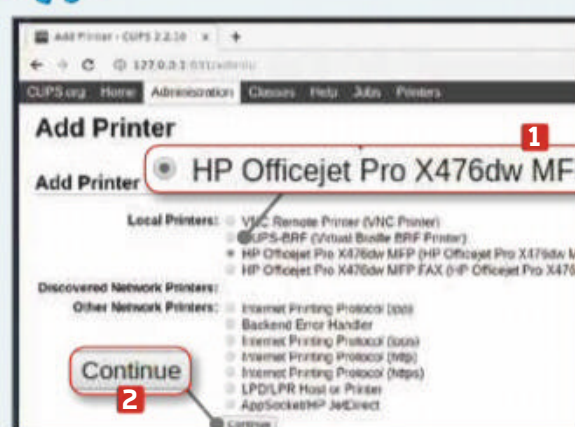 Add Printer - CUPS 2.2.10 x +
127.0.0.1:631/admin
CUPS.org Home Administration Classes Help Jobs Printers
Add Printer
1
HP Officejet Pro X476dw MF
Add Printer
Local Printers: VNC Remote Printer (VNC Printer)
CUPS-BRF (Virtual Braille BRF Printer)
HP Officejet Pro X476dw MFP (HP Officejet Pro X476dw M
HP Officejet Pro X476dw MFP FAX (HP Officejet Pro X476
Discovered Network Printers:
Other Network Printers: Internet Printing Protocol (ipp)
Backend Error Handler
Internet Printing Protocol (ipps)
Internet Printing Protocol (http)
Internet Printing Protocol (https)
LPD/LPR Host or Printer
AppSocket/HP JetDirect
Continue
2
Continue